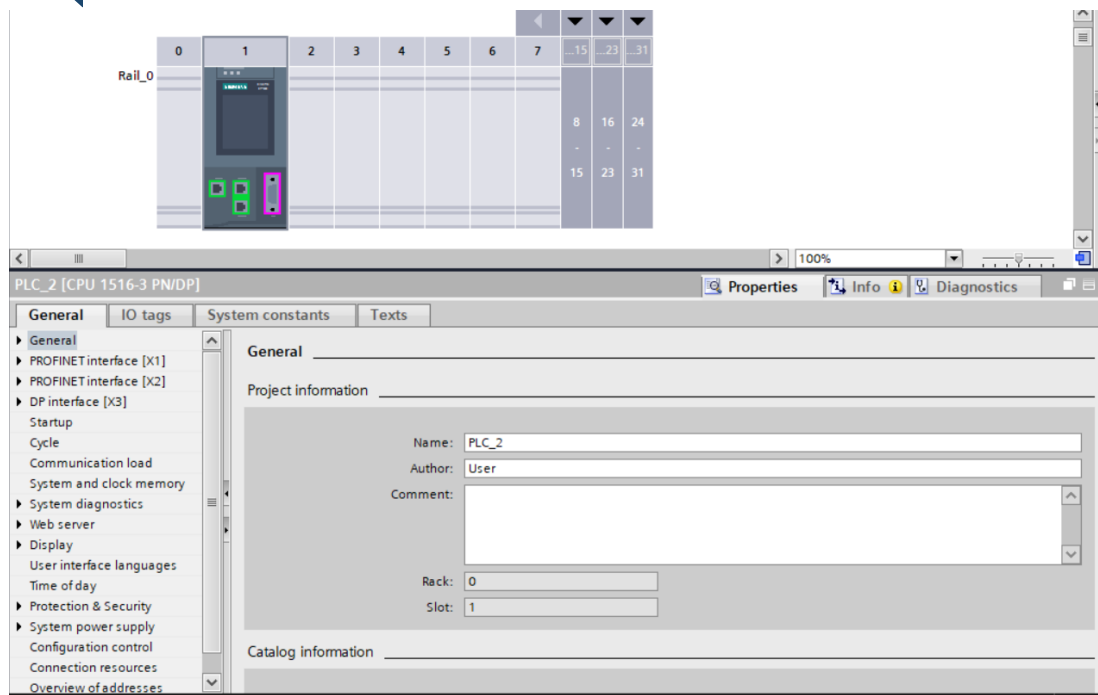 0 1 2 3 4 5 6 7 ...15 ...23 ...31
Rail_0
SIEMENS
8 16 24
- - -
15 23 31
100%
PLC_2 [CPU 1516-3 PN/DP]
Properties Info Diagnostics
General IO tags System constants Texts
General
PROFINET interface [X1]
PROFINET interface [X2]
DP interface [X3]
Startup
Cycle
Communication load
System and clock memory
System diagnostics
Web server
Display
User interface languages
Time of day
Protection & Security
System power supply
Configuration control
Connection resources
Overview of addresses
General
Project information
Name: PLC_2
Author: User
Comment:
Rack: 0
Slot: 1
Catalog information